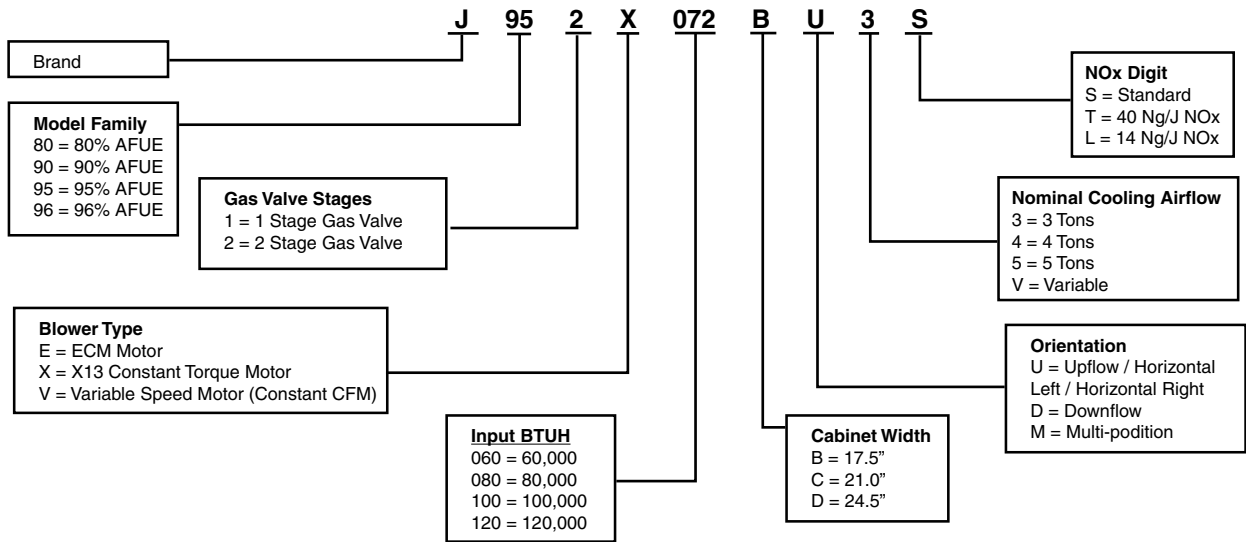 J 95 2 X 072 B U 3 S
Brand
Model Family
80 = 80% AFUE
90 = 90% AFUE
95 = 95% AFUE
96 = 96% AFUE
Gas Valve Stages
1 = 1 Stage Gas Valve
2 = 2 Stage Gas Valve
Blower Type
E = ECM Motor
X = X13 Constant Torque Motor
V = Variable Speed Motor (Constant CFM)
Input BTUH
060 = 60,000
080 = 80,000
100 = 100,000
120 = 120,000
Cabinet Width
B = 17.5”
C = 21.0”
D = 24.5”
Orientation
U = Upflow / Horizontal
Left / Horizontal Right
D = Downflow
M = Multi-podition
Nominal Cooling Airflow
3 = 3 Tons
4 = 4 Tons
5 = 5 Tons
V = Variable
NOx Digit
S = Standard
T = 40 Ng/J NOx
L = 14 Ng/J NOx